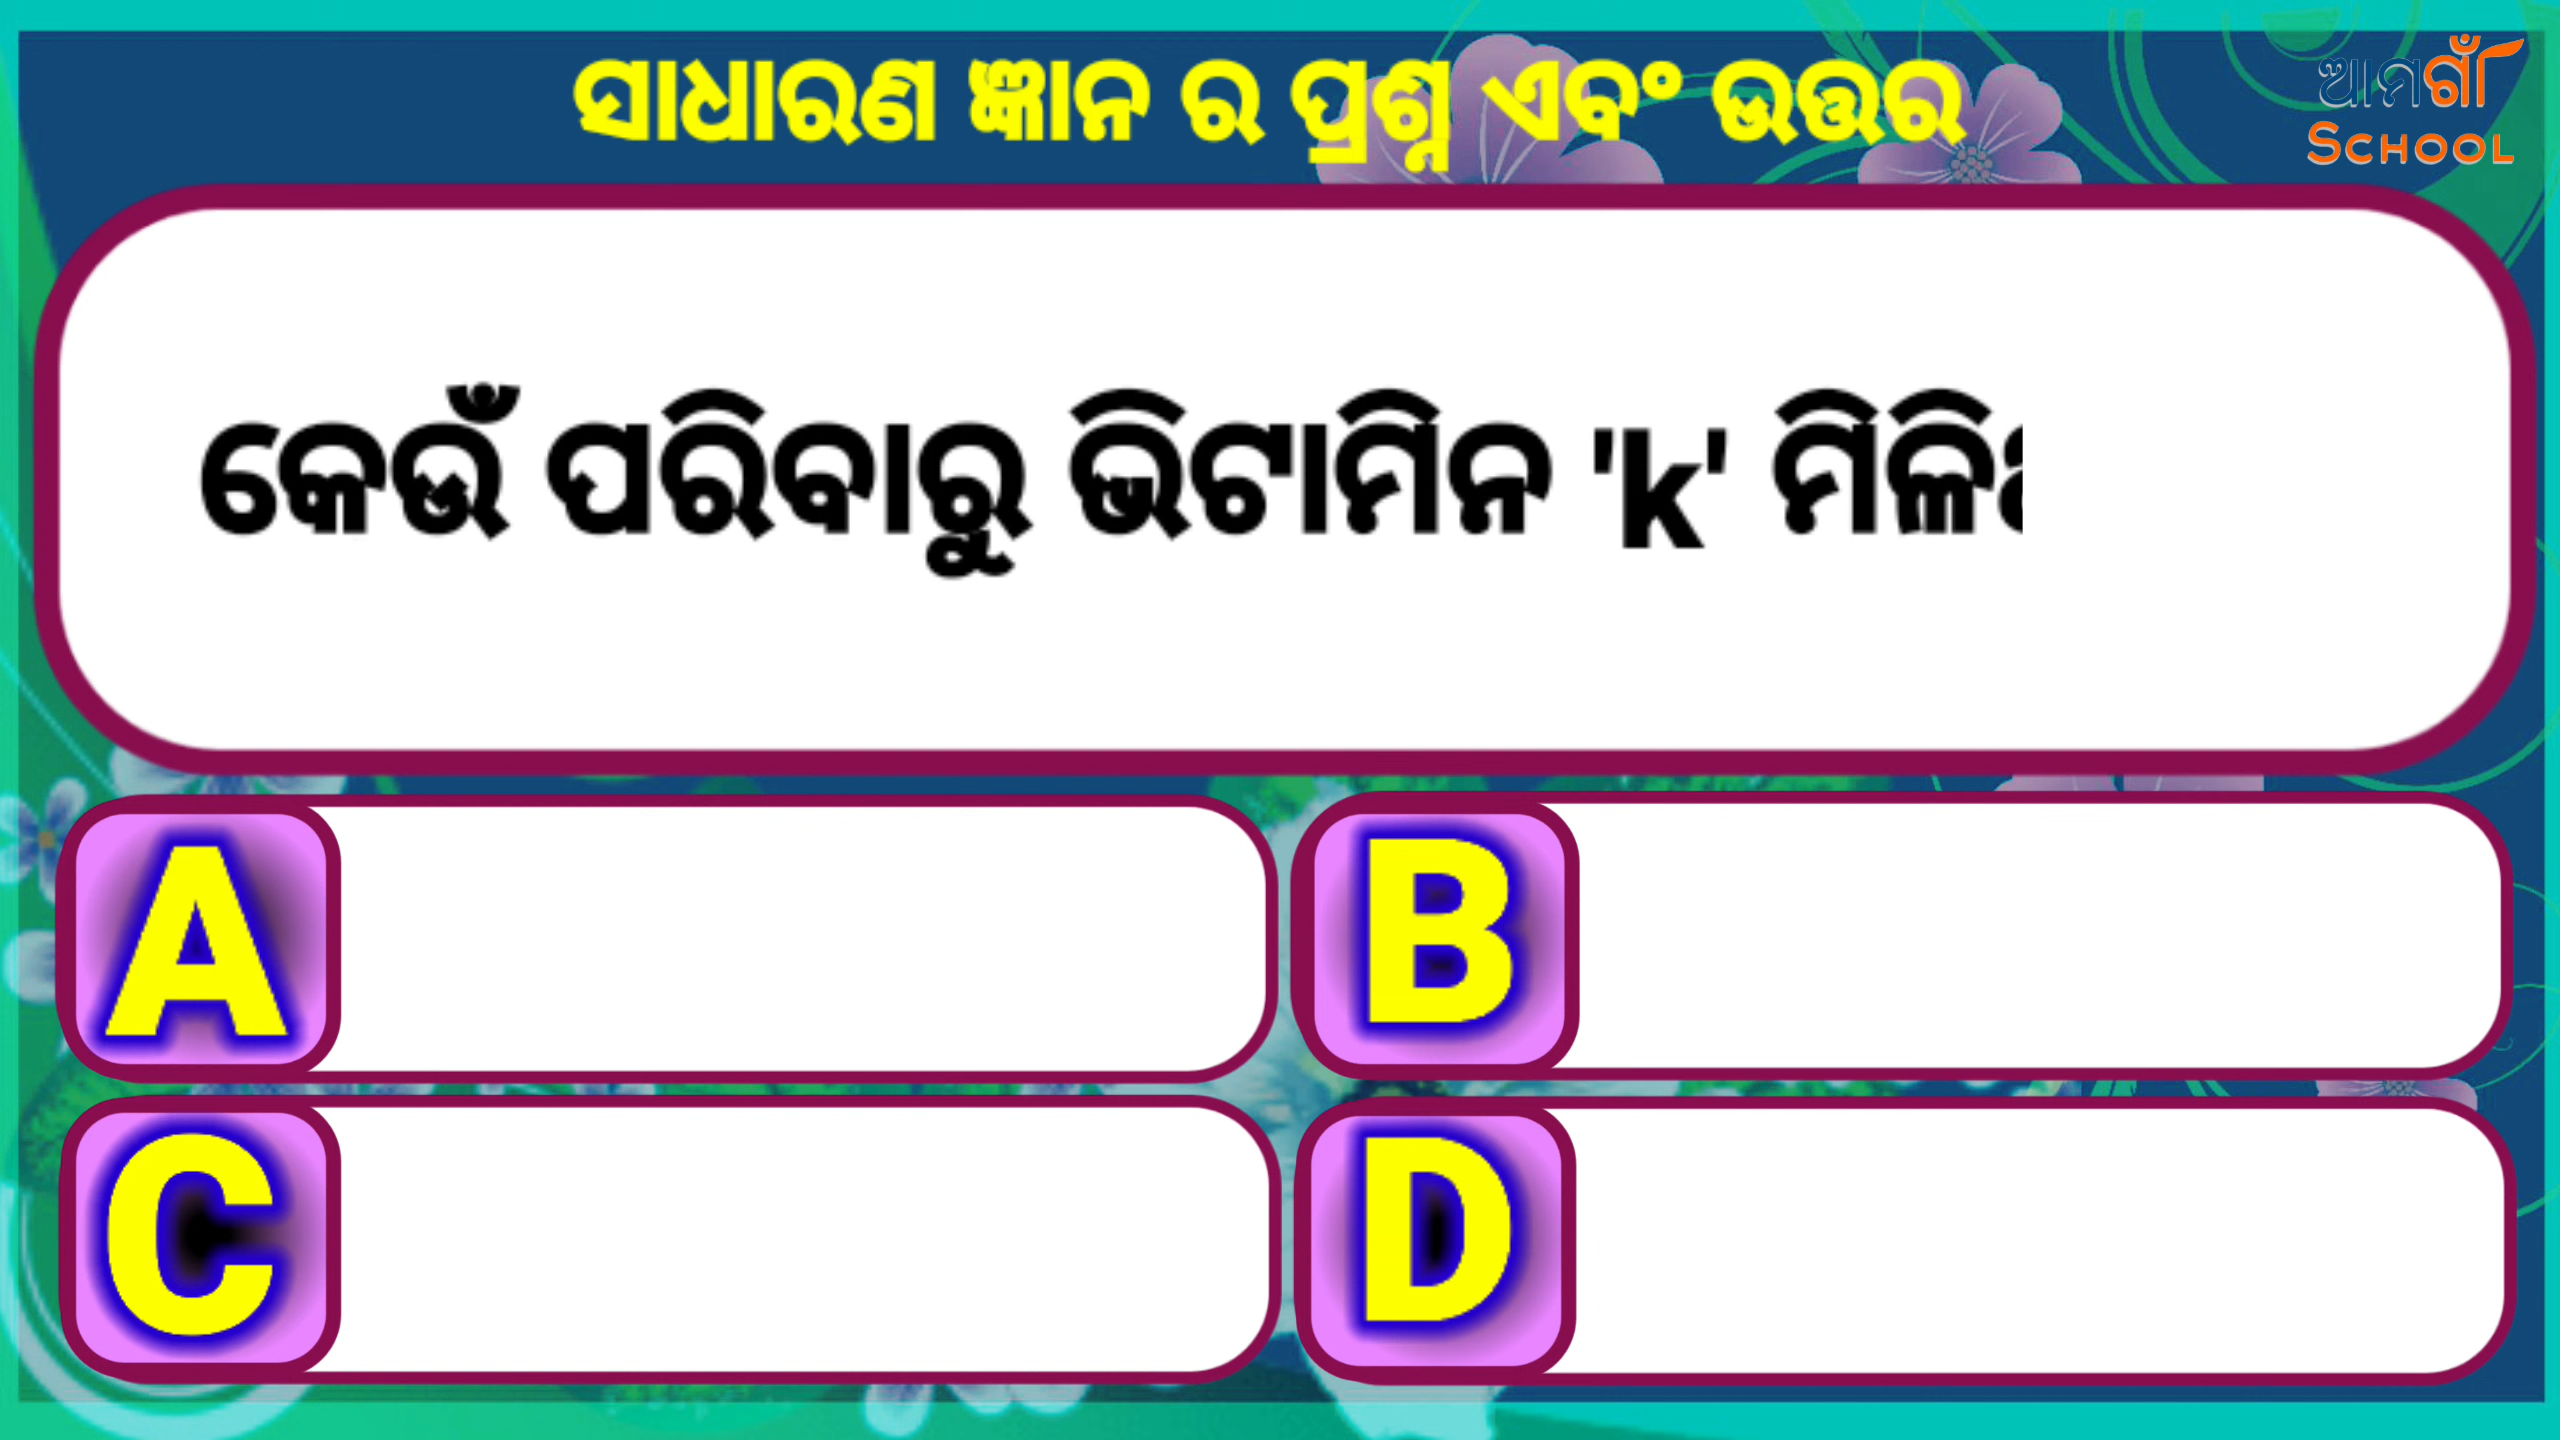 ସାଧାରଣ ଜ୍ଞାନ ର ପ୍ରଶ୍ନ ଏବଂ ଉତ୍ତର
ଆମଗାଁ
SCHOOL
କେଉଁ ପରିବାରୁ ଭିଟାମିନ 'k'
A
B
C
D